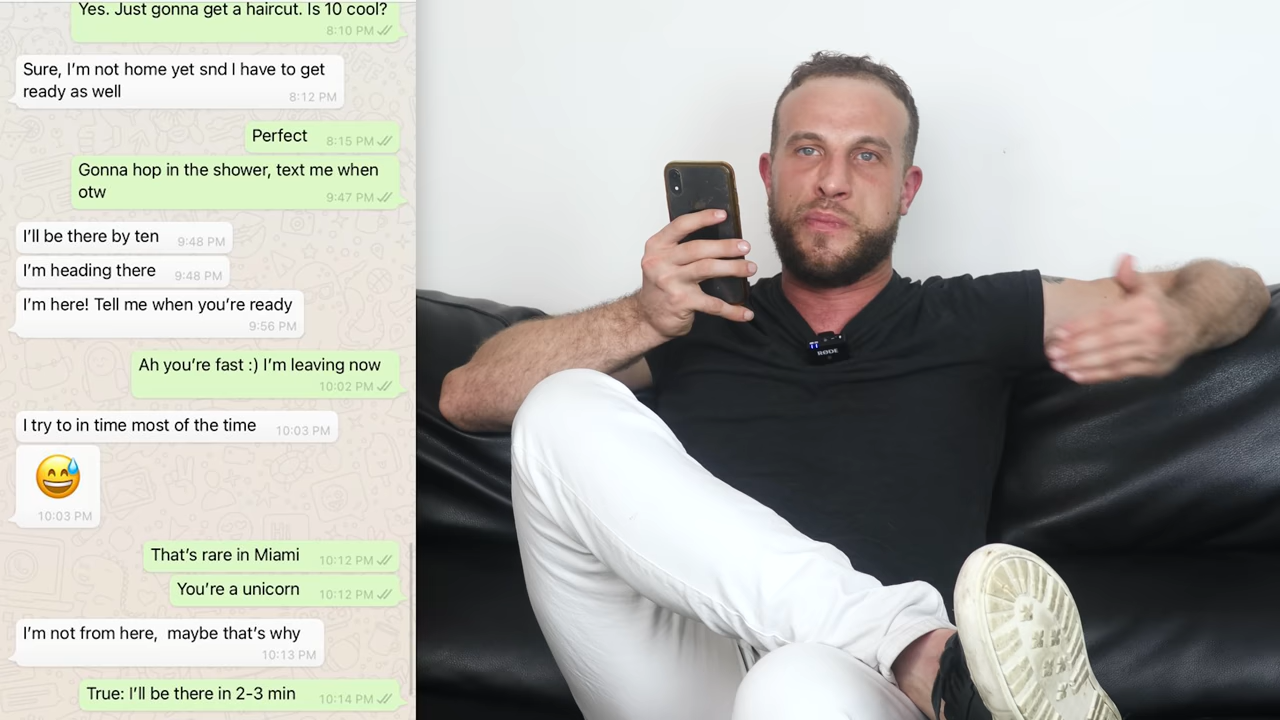 Yes. Just gonna get a haircut. Is 10 cool?
8:10 PM
Sure, I'm not home yet snd I have to get
ready as well
8:12 PM
Perfect
8:15 PM
Gonna hop in the shower, text me when
otw
9:47 PM
I'll be there by ten
9:48 PM
I'm heading there
9:48 PM
I'm here! Tell me when you're ready
9:56 PM
Ah you're fast :) I'm leaving now
10:02 PM
I try to in time most of the time
10:03 PM
😅
10:03 PM
That's rare in Miami
10:12 PM
You're a unicorn
10:12 PM
I'm not from here,  maybe that's why
10:13 PM
True: I'll be there in 2-3 min
10:14 PM
RØDE